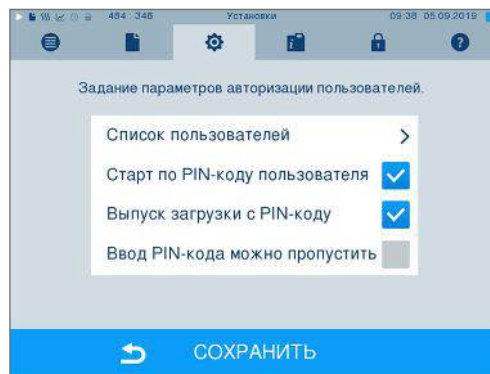 484 : 346 Установки 09:38 05.09.2019
Задание параметров авторизации пользователей.
Список пользователей
Старт по PIN-коду пользователя
Выпуск загрузки с PIN-коду
Ввод PIN-кода можно пропустить
СОХРАНИТЬ